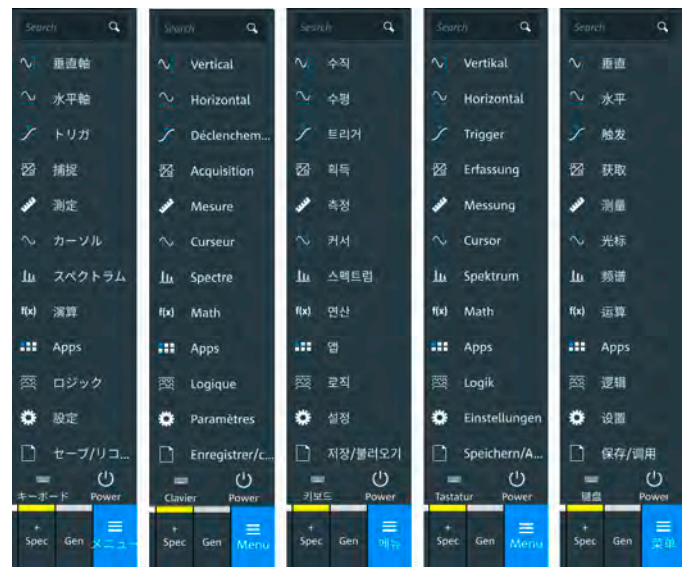 Search
垂直軸
水平軸
トリガ
捕捉
測定
カーソル
スペクトラム
f(x) 演算
Apps
ロジック
設定
セーブ/リコ...
キーボード Power
+
Spec Gen メニュー
Search
Vertical
Horizontal
Déclenchem...
Acquisition
Mesure
Curseur
Spectre
f(x) Math
Apps
Logique
Paramètres
Enregistrer/c...
Clavier Power
+
Spec Gen Menu
Search
수직
수평
트리거
획득
측정
커서
스펙트럼
f(x) 연산
앱
로직
설정
저장/불러오기
키보드 Power
+
Spec Gen 메뉴
Search
Vertikal
Horizontal
Trigger
Erfassung
Messung
Cursor
Spektrum
f(x) Math
Apps
Logik
Einstellungen
Speichern/A...
Tastatur Power
+
Spec Gen Menu
Search
垂直
水平
触发
获取
测量
光标
频谱
f(x) 运算
Apps
逻辑
设置
保存/调用
键盘 Power
+
Spec Gen 菜单